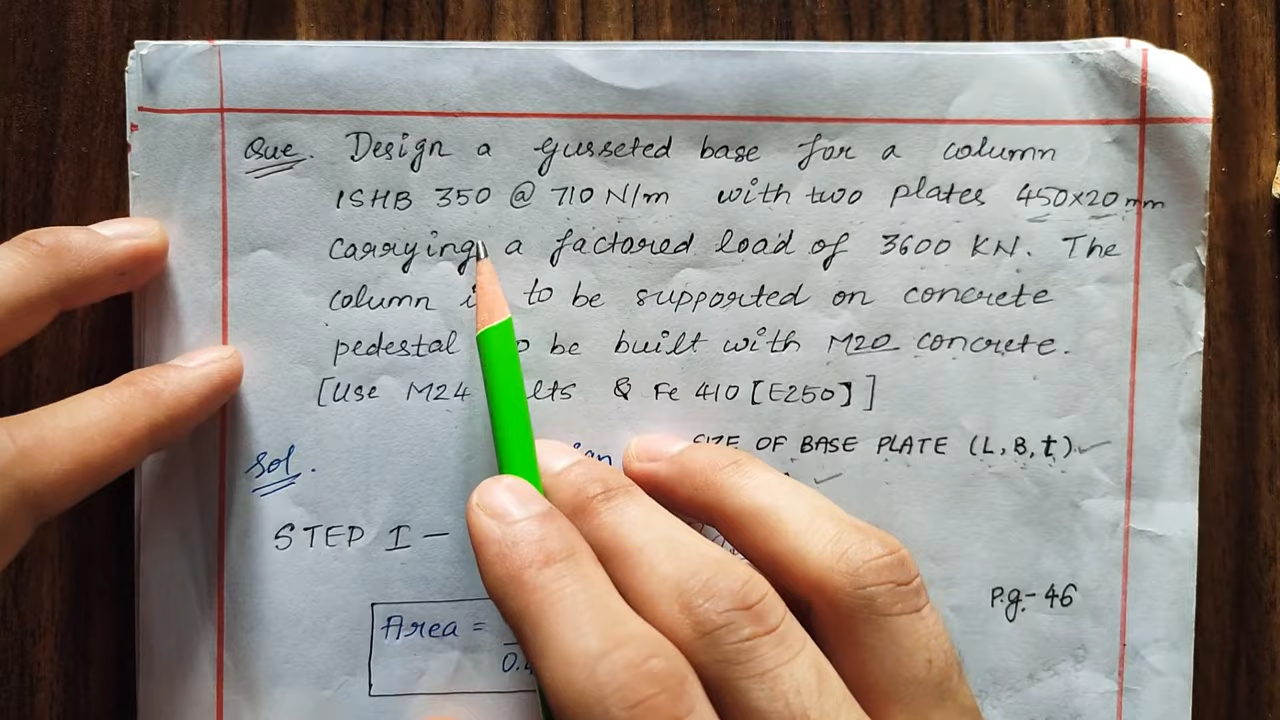 Que. Design a gusseted base for a column
ISHB 350 @ 710 N/m with two plates 450x20 mm
carrying a factored load of 3600 KN. The
column to be supported on concrete
pedestal be built with M20 concrete.
[Use M24 & Fe 410 [E250]]
Sol. SIZE OF BASE PLATE (L, B, t)
STEP I -
P.g. - 46
Area =